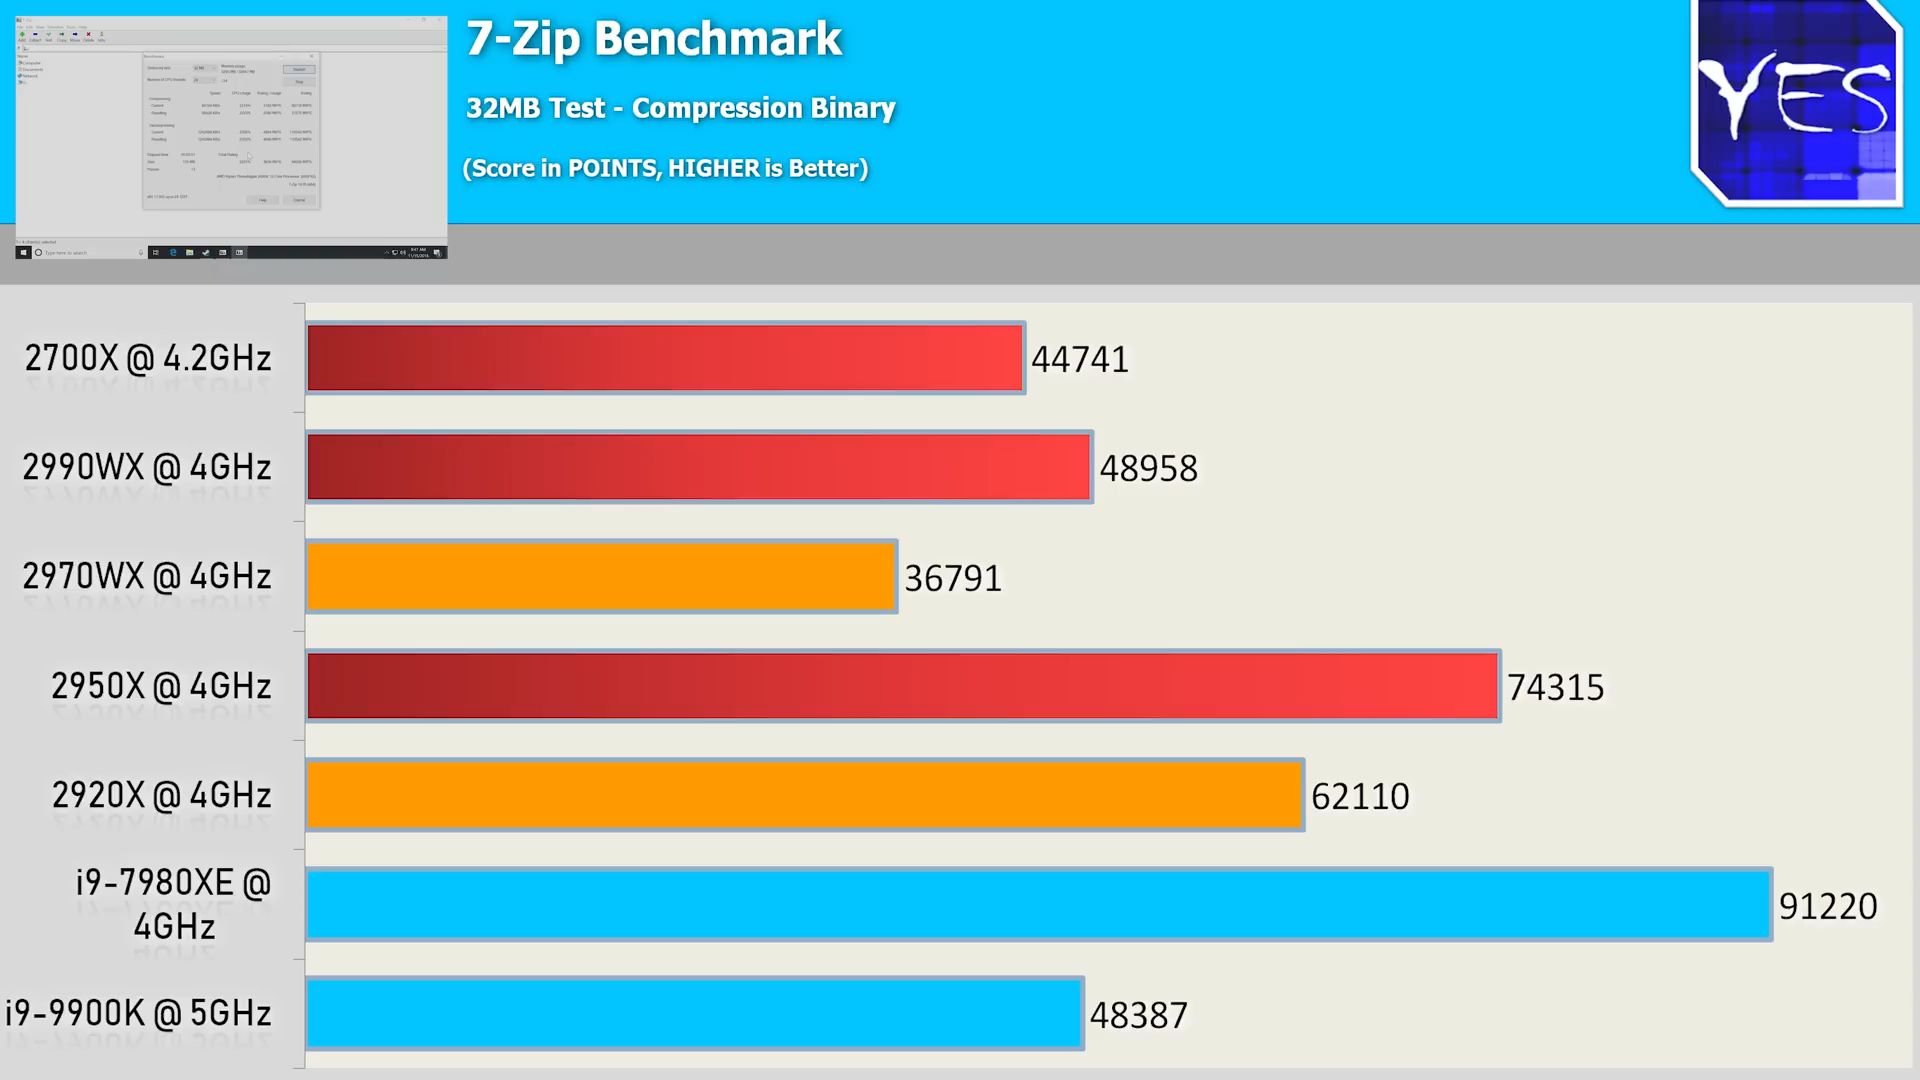 7-Zip Benchmark
32MB Test - Compression Binary
(Score in POINTS, HIGHER is Better)
YES
2700X @ 4.2GHz 44741
2990WX @ 4GHz 48958
2970WX @ 4GHz 36791
2950X @ 4GHz 74315
2920X @ 4GHz 62110
i9-7980XE @
4GHz 91220
i9-9900K @ 5GHz 48387